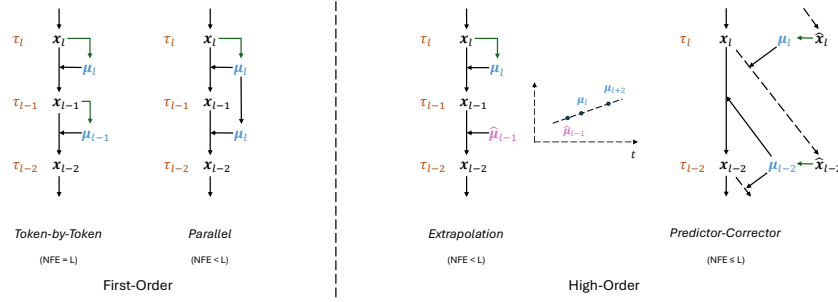 τ_l x_l
μ_l
τ_{l-1} x_{l-1}
μ_{l-1}
τ_{l-2} x_{l-2}
Token-by-Token
(NFE = L)
τ_l x_l
μ_l
τ_{l-1} x_{l-1}
μ_l
τ_{l-2} x_{l-2}
Parallel
(NFE < L)
First-Order
τ_l x_l
μ_l
τ_{l-1} x_{l-1}
μ̂_{l-1}
τ_{l-2} x_{l-2}
μ_{l+2}
μ_l
μ̂_{l-1}
t
Extrapolation
(NFE < L)
τ_l x_l μ_l x̂_l
τ_{l-2} x_{l-2} μ_{l-2} x̂_{l-2}
Predictor-Corrector
(NFE ≤ L)
High-Order